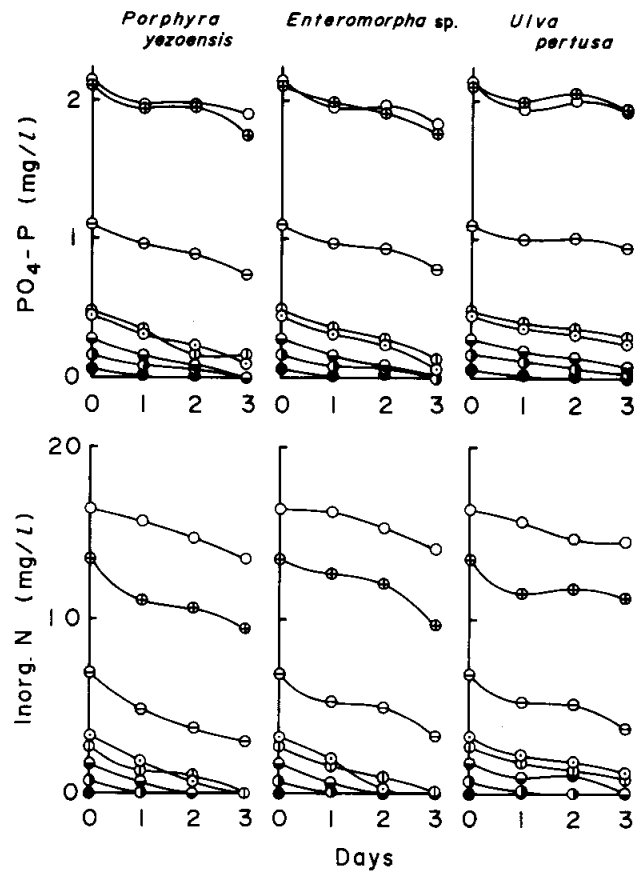 Porphyra yezoensis
Enteromorpha sp.
Ulva pertusa
PO4-P (mg/l)
2
1
0
0 1 2 3
0 1 2 3
0 1 2 3
Inorg. N (mg/l)
20
10
0
0 1 2 3
0 1 2 3
0 1 2 3
Days